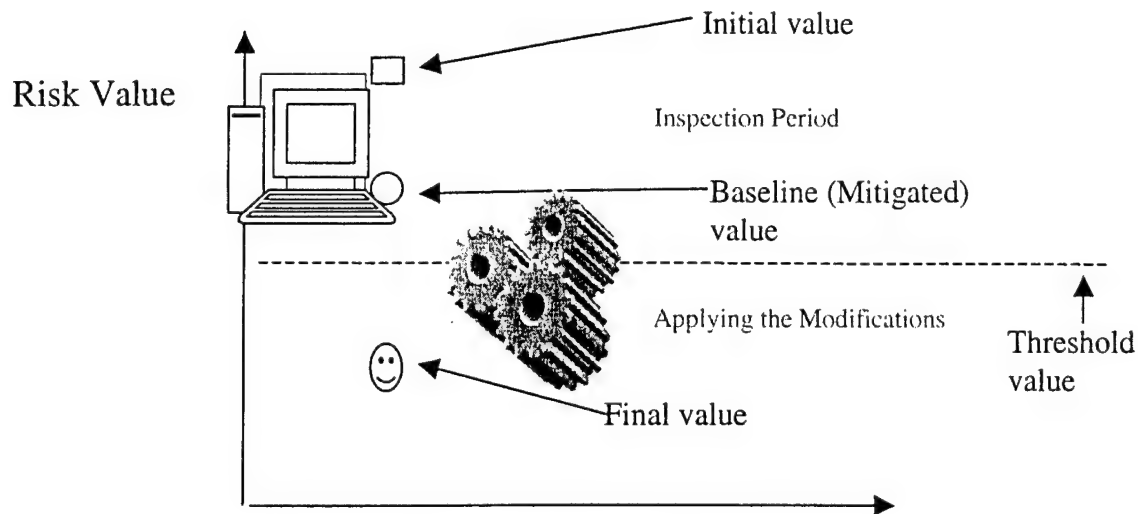 Initial value
Risk Value
Inspection Period
Baseline (Mitigated)
value
Applying the Modifications
Threshold
value
Final value